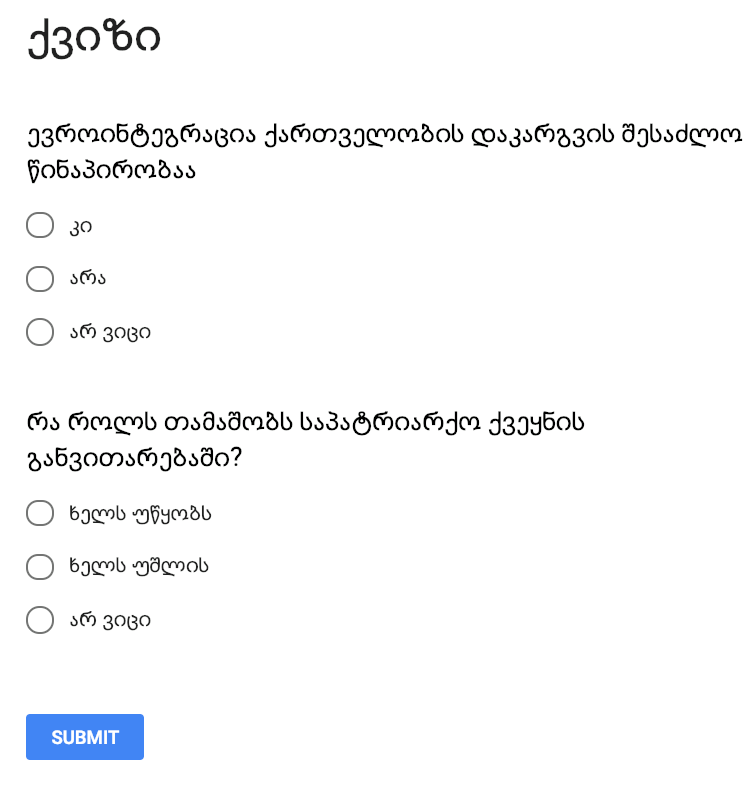 ქვიზი
ევროინტეგრაცია ქართველობის დაკარგვის შესაძლო
წინაპირობაა
კი
არა
არ ვიცი
რა როლს თამაშობს საპატრიარქო ქვეყნის
განვითარებაში?
ხელს უწყობს
ხელს უშლის
არ ვიცი
SUBMIT